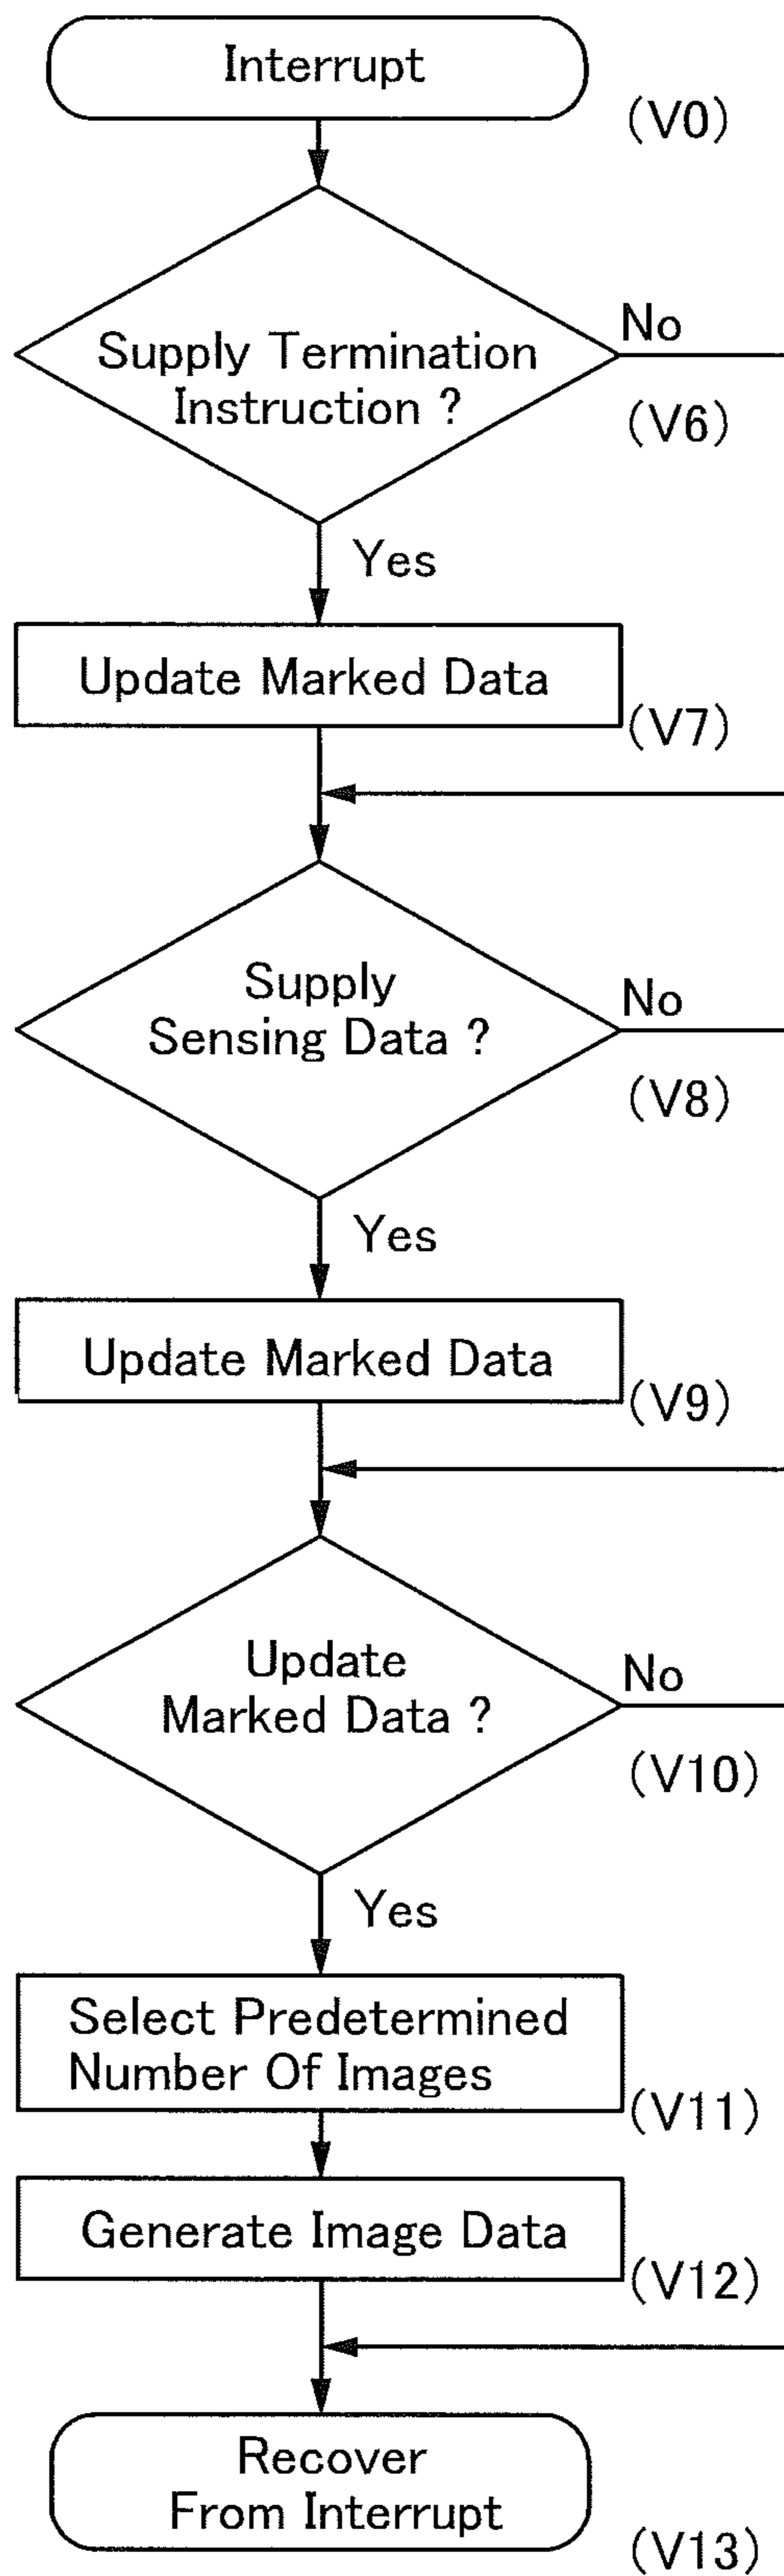 Interrupt
(V0)
Supply Termination
Instruction ?
No
(V6)
Yes
Update Marked Data
(V7)
Supply
Sensing Data ?
No
(V8)
Yes
Update Marked Data
(V9)
Update
Marked Data ?
No
(V10)
Yes
Select Predetermined
Number Of Images
(V11)
Generate Image Data
(V12)
Recover
From Interrupt
(V13)